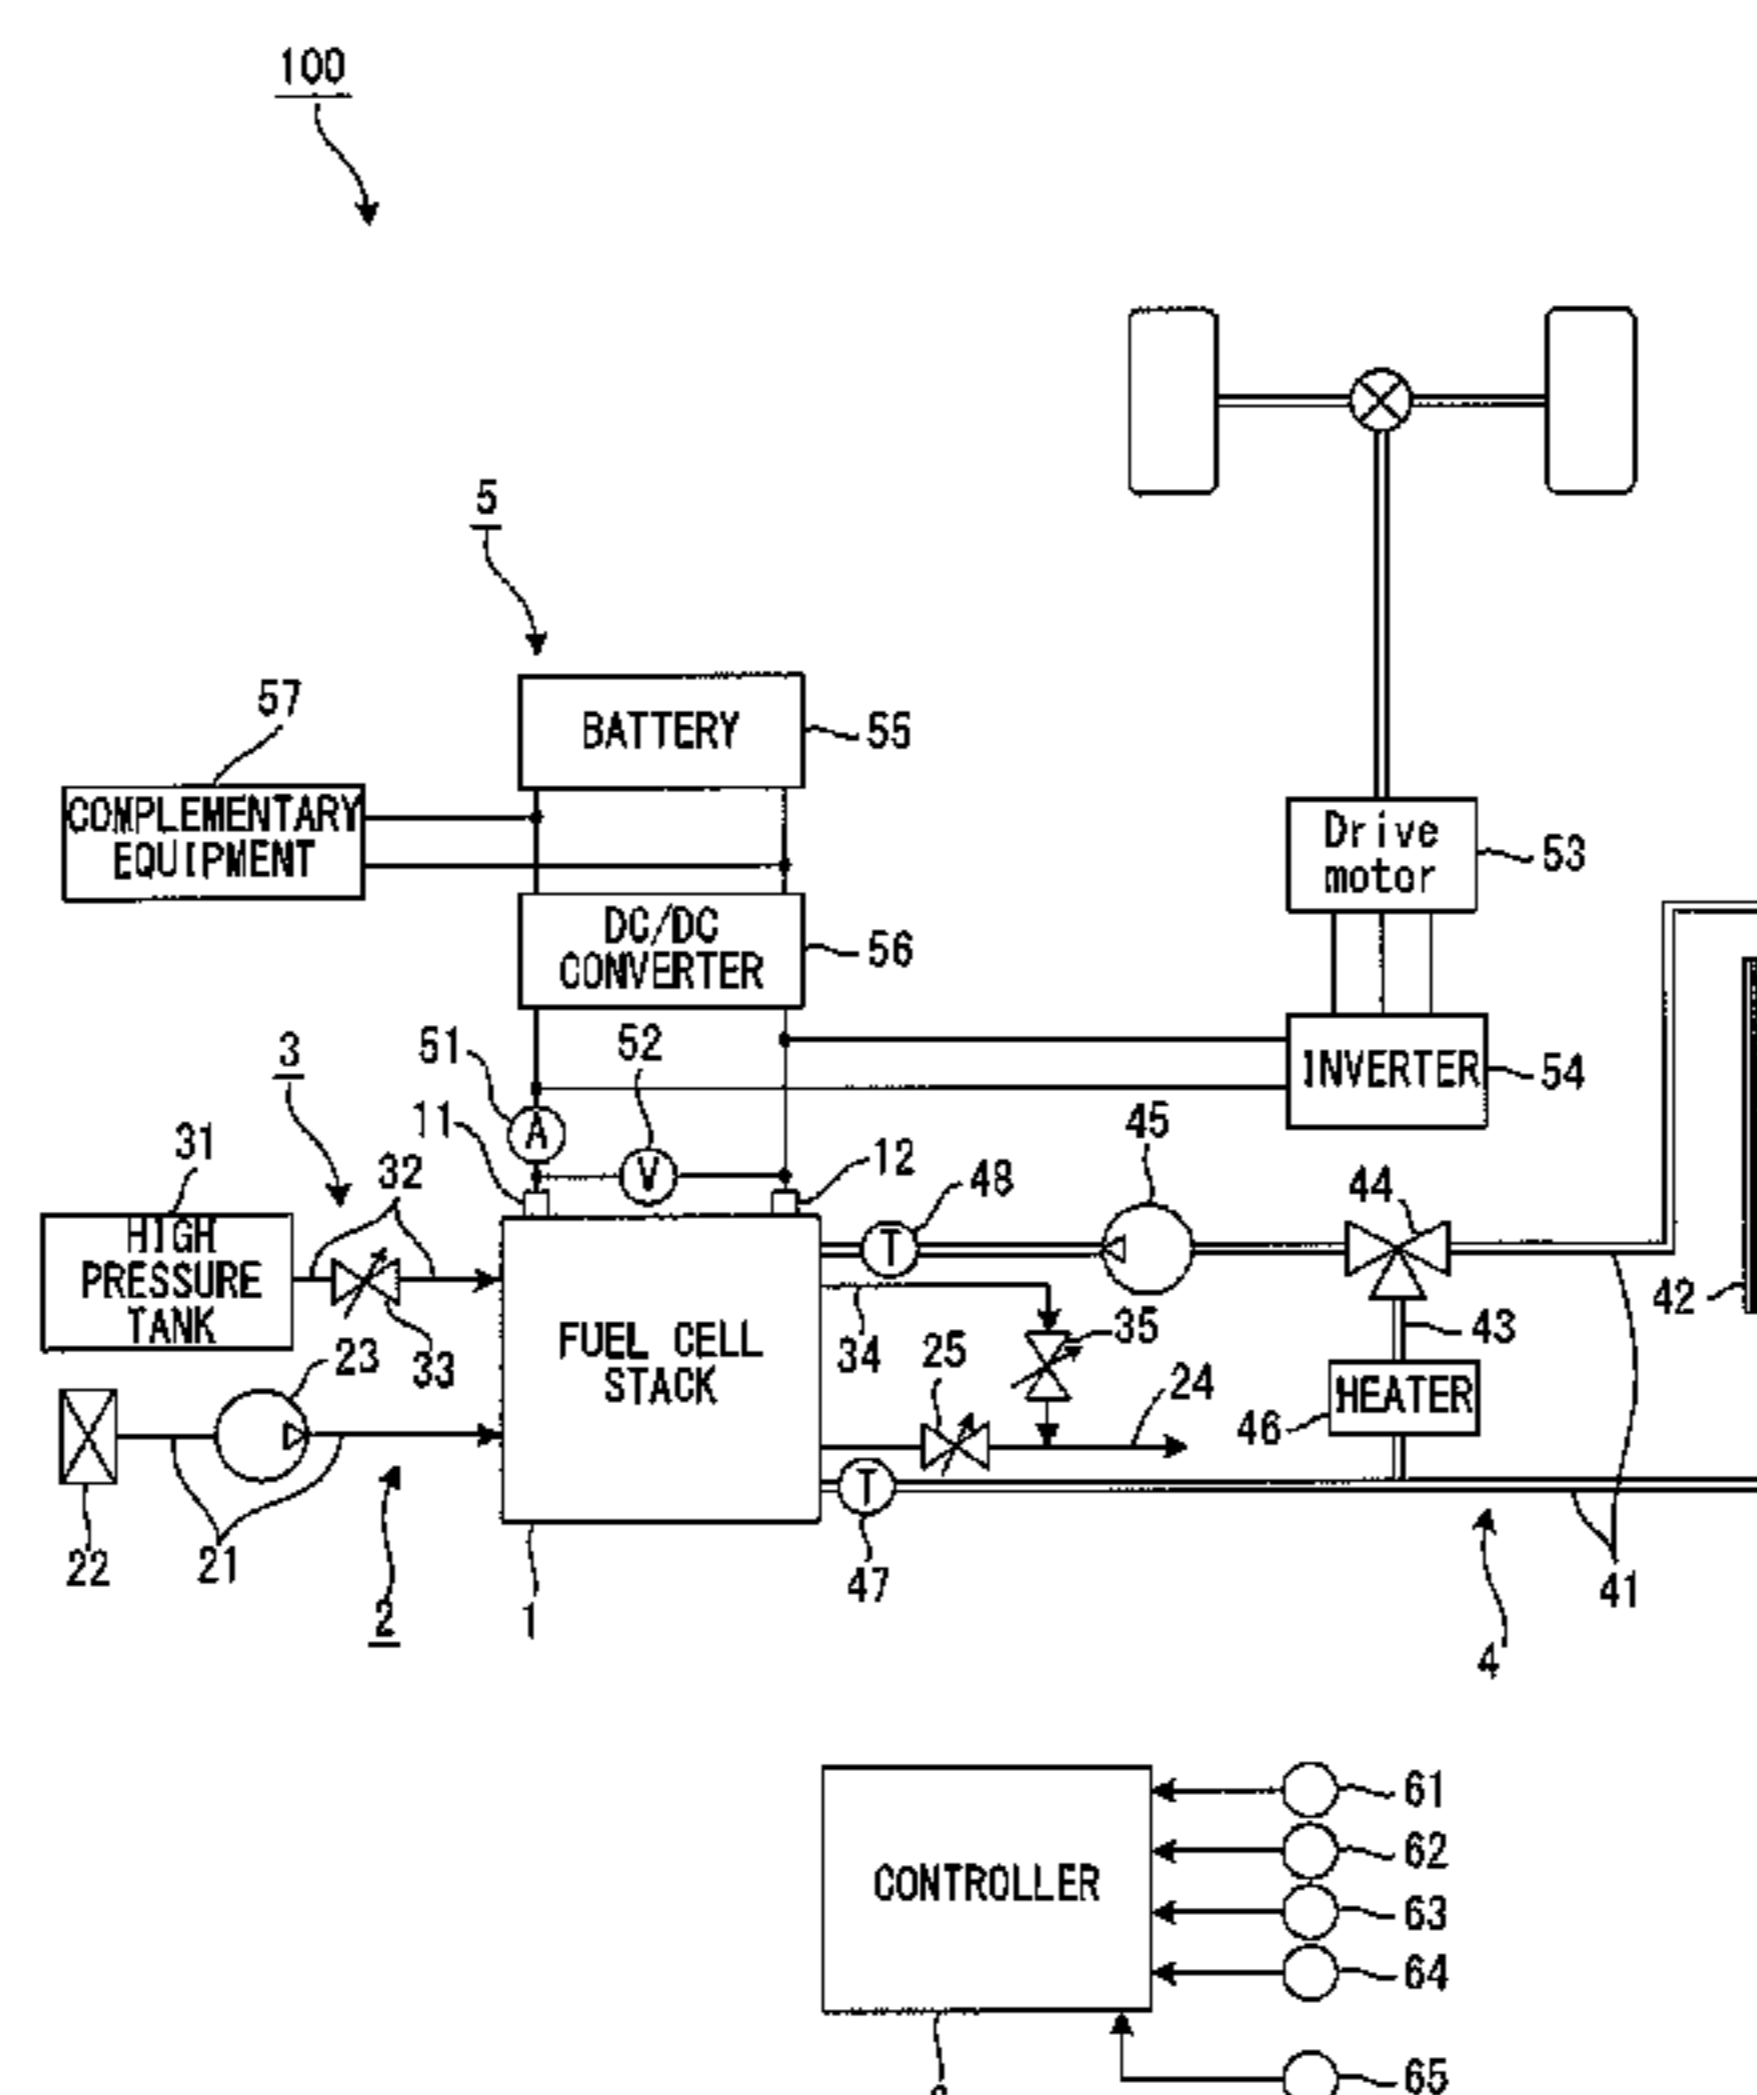 100
5
57
BATTERY
55
COMPLEMENTARY
EQUIPMENT
Drive
motor
53
DC/DC
CONVERTER
56
3
51
52
INVERTER
54
11
31
32
12
48
45
44
A
V
HIGH
PRESSURE
TANK
T
42
33
23
FUEL CELL
STACK
34
35
25
24
43
HEATER
46
22
21
2
1
T
47
41
4
CONTROLLER
61
62
63
64
65